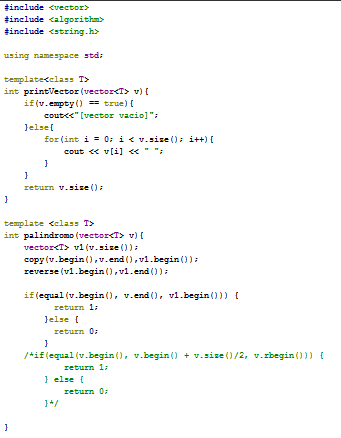 #include <vector>
#include <algorithm>
#include <string.h>

using namespace std;

template<class T>
int printVector(vector<T> v){
    if(v.empty() == true){
        cout<<"[vector vacio]";
    }else{
        for(int i = 0; i < v.size(); i++){
            cout << v[i] << " ";
        }
    }
    return v.size();
}

template <class T>
int palindromo(vector<T> v){
    vector<T> v1(v.size());
    copy(v.begin(),v.end(),v1.begin());
    reverse(v1.begin(),v1.end());

    if(equal(v.begin(), v.end(), v1.begin())) {
          return 1;
        }else {
          return 0;
        }
    /*if(equal(v.begin(), v.begin() + v.size()/2, v.rbegin())) {
            return 1;
        } else {
            return 0;
        }*/

}